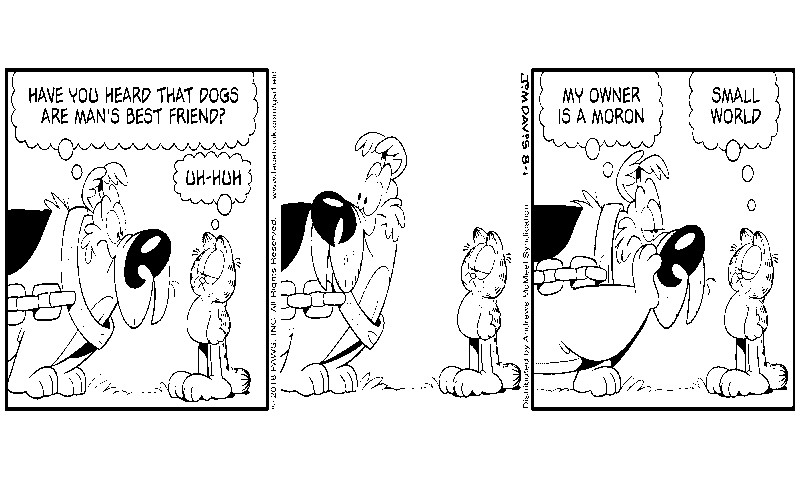 HAVE YOU HEARD THAT DOGS
ARE MAN'S BEST FRIEND?
UH-HUH
© 2018 PAWS, INC. All Rights Reserved.
JIM DAVIS 8-1
Distributed by Andrews McMeel Syndication
MY OWNER
IS A MORON
SMALL
WORLD